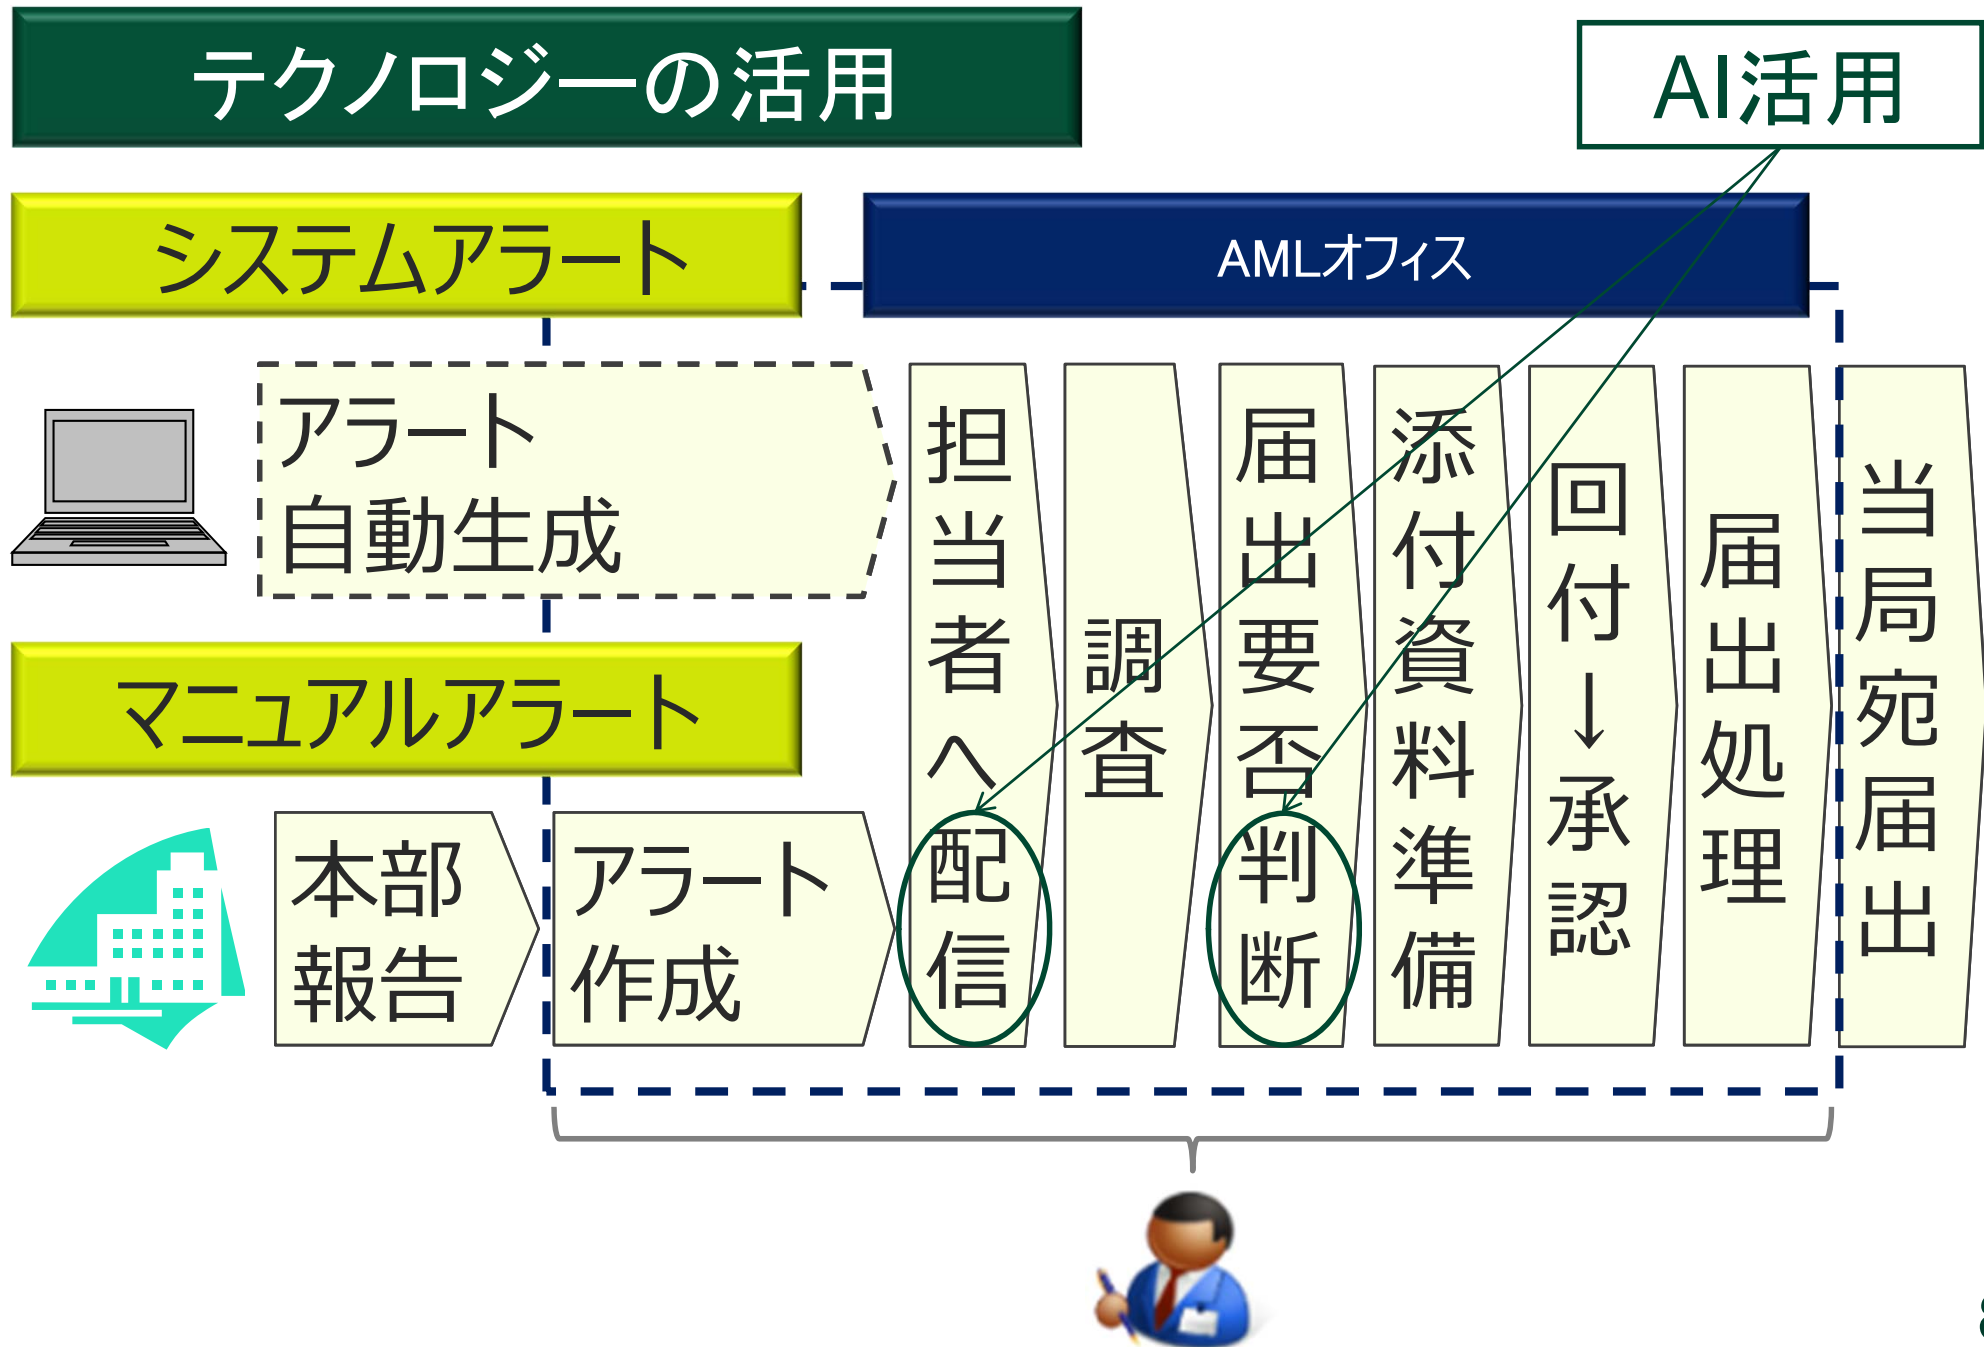 テクノロジーの活用
AI活用
システムアラート
AMLオフィス
アラート
自動生成
マニュアルアラート
本部
報告
アラート
作成
担当者へ配信
調査
届出要否判断
添付資料準備
回付→承認
届出処理
当局宛届出